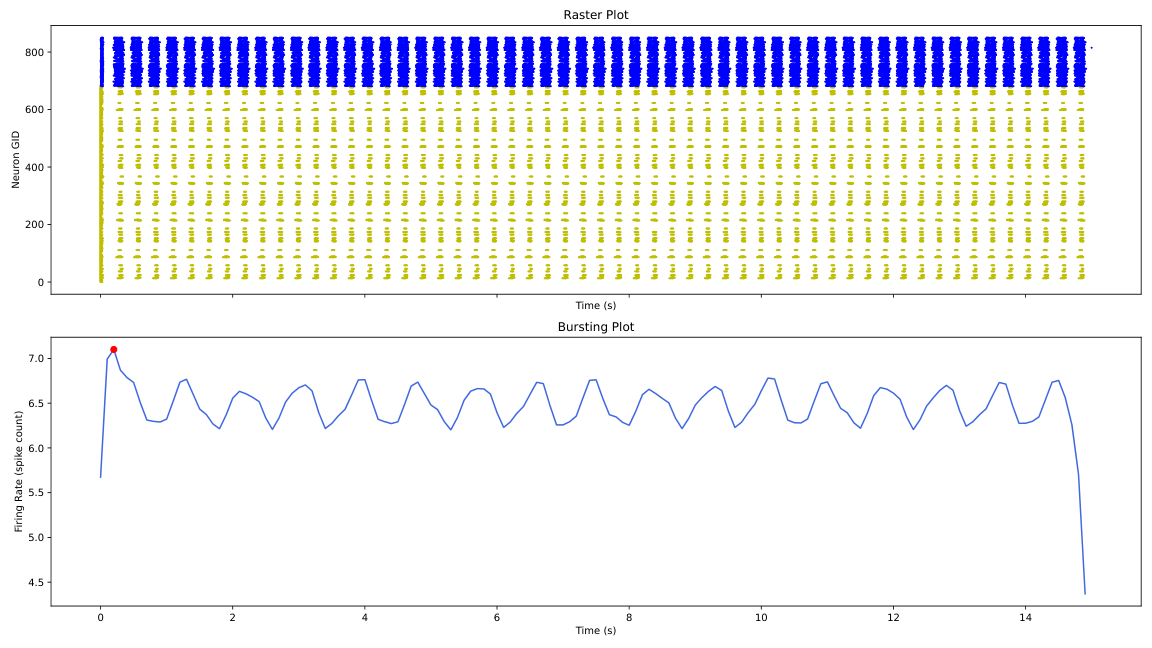 Raster Plot
Neuron GID
800
600
400
200
0
Time (s)
Bursting Plot
Firing Rate (spike count)
7.0
6.5
6.0
5.5
5.0
4.5
0 2 4 6 8 10 12 14
Time (s)